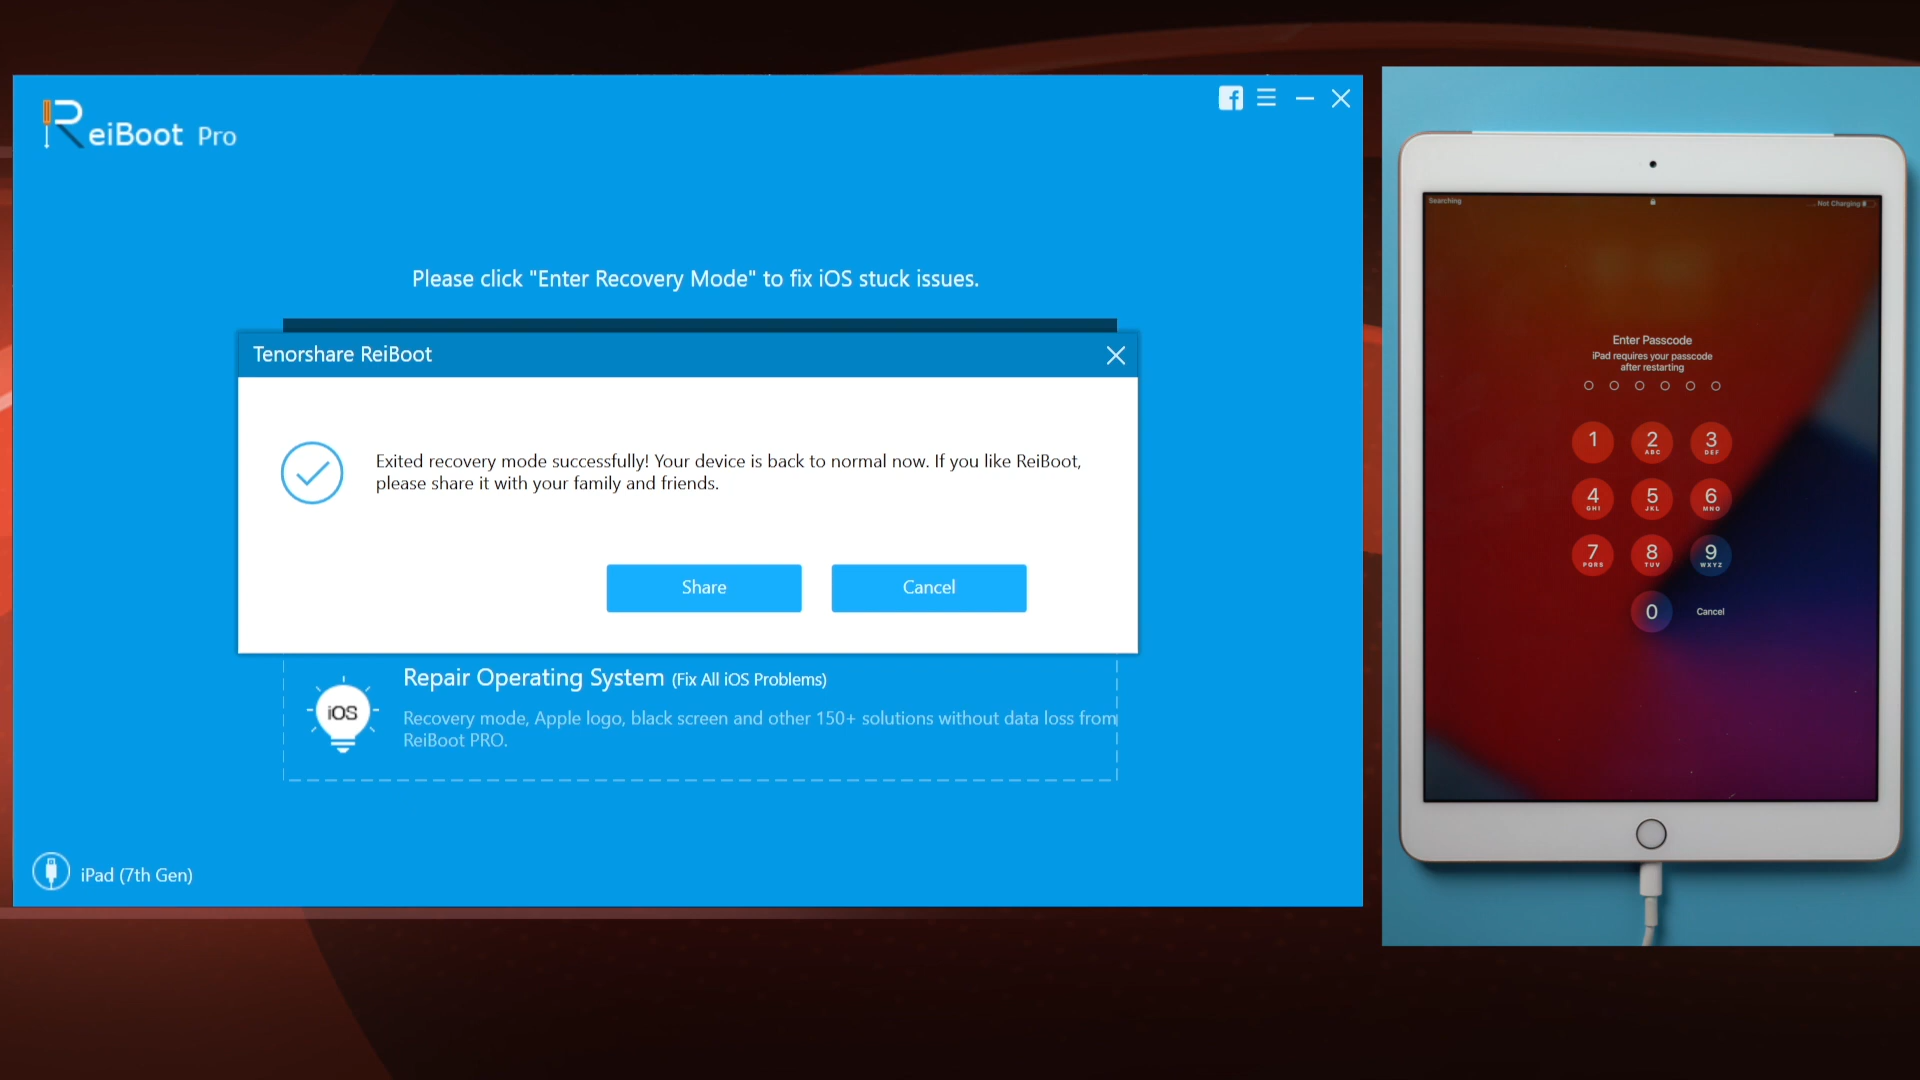 ReiBoot Pro
Please click "Enter Recovery Mode" to fix iOS stuck issues.
Tenorshare ReiBoot
Exited recovery mode successfully! Your device is back to normal now. If you like ReiBoot,
please share it with your family and friends.
Share
Cancel
Repair Operating System (Fix All iOS Problems)
iOS
Recovery mode, Apple logo, black screen and other 150+ solutions without data loss from
ReiBoot PRO.
iPad (7th Gen)
Searching
Not Charging
Enter Passcode
iPad requires your passcode
after restarting
1 2 3
ABC DEF
4 5 6
GHI JKL MNO
7 8 9
PQRS TUV WXYZ
0 Cancel